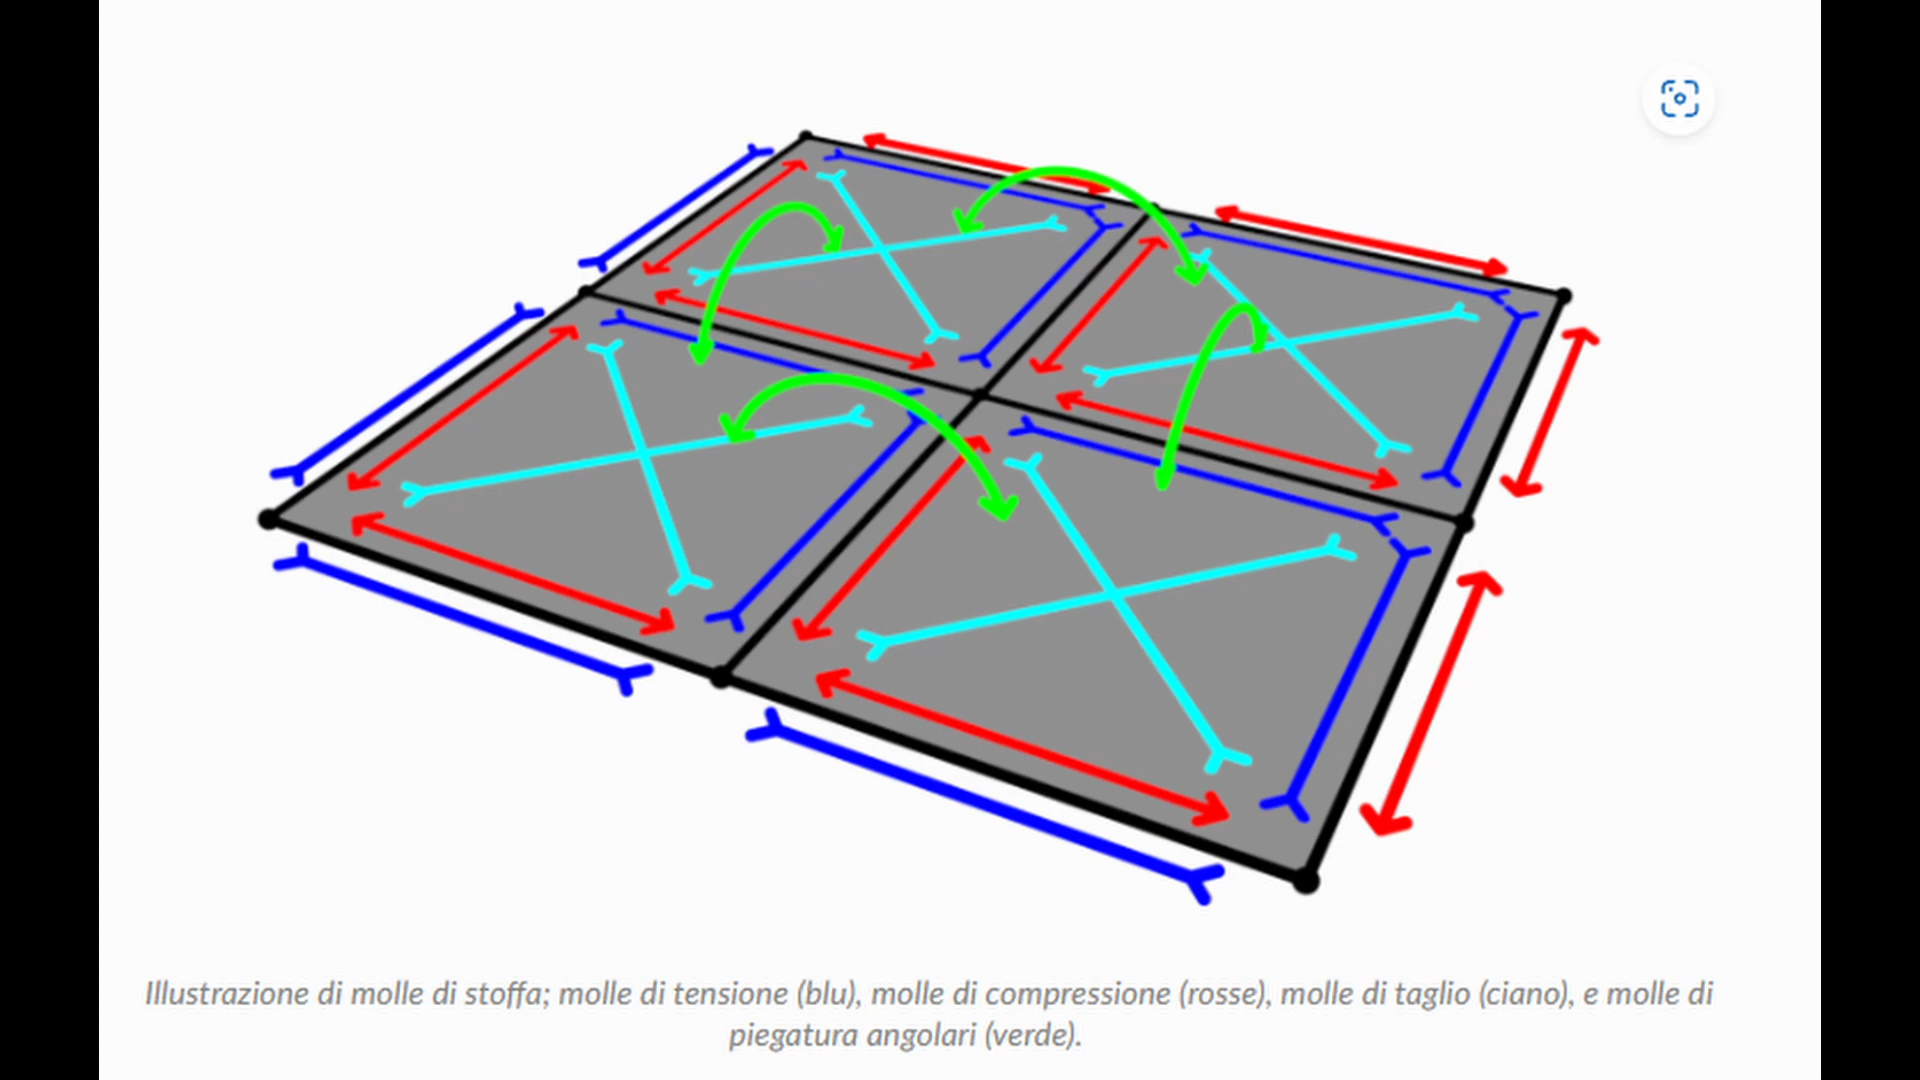 Illustrazione di molle di stoffa; molle di tensione (blu), molle di compressione (rosse), molle di taglio (ciano), e molle di
piegatura angolari (verde).